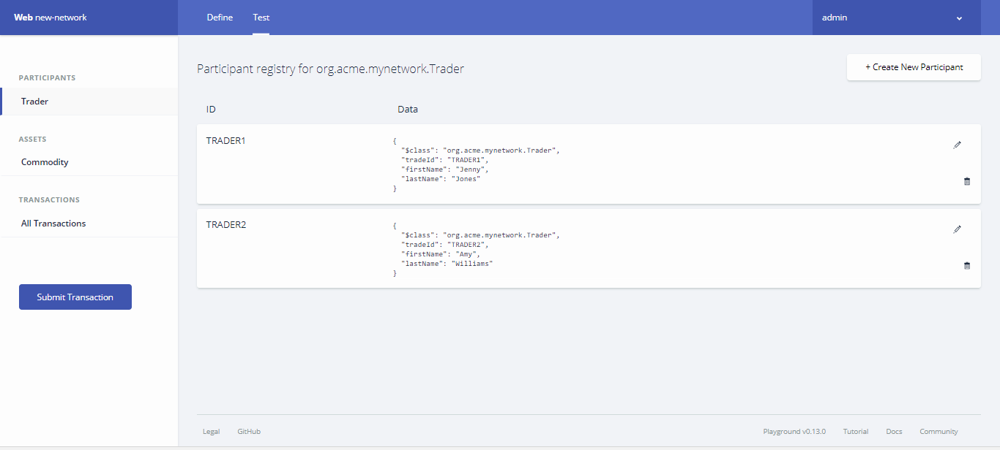 Web new-network
Define
Test
admin
PARTICIPANTS
Trader
ASSETS
Commodity
TRANSACTIONS
All Transactions
Submit Transaction
Participant registry for org.acme.mynetwork.Trader
+ Create New Participant
ID
Data
TRADER1
{
"$class": "org.acme.mynetwork.Trader",
"tradeId": "TRADER1",
"firstName": "Jenny",
"lastName": "Jones"
}
TRADER2
{
"$class": "org.acme.mynetwork.Trader",
"tradeId": "TRADER2",
"firstName": "Amy",
"lastName": "Williams"
}
Legal
GitHub
Playground v0.13.0
Tutorial
Docs
Community